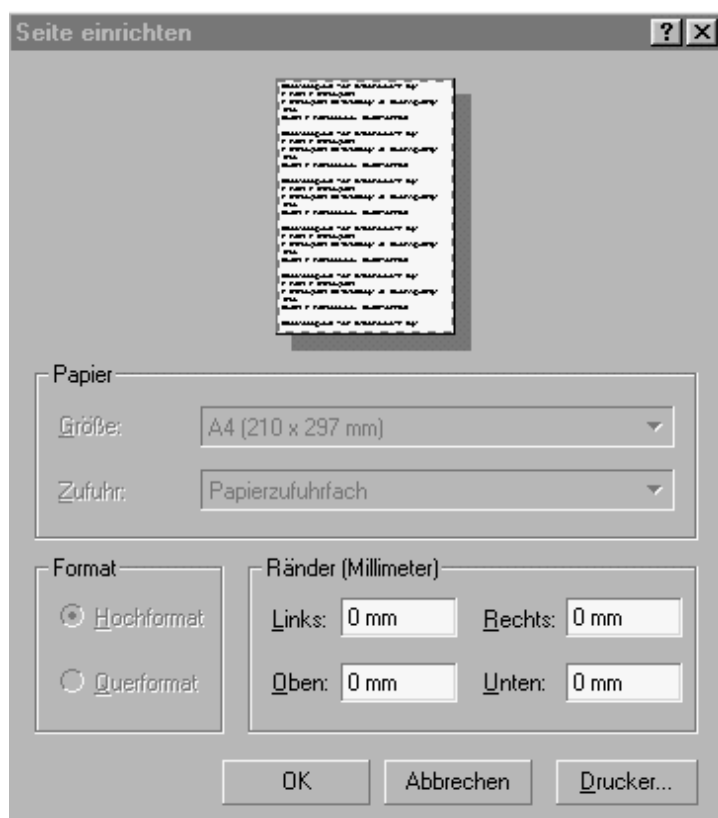 Seite einrichten
Papier
Größe: A4 (210 x 297 mm)
Zufuhr: Papierzufuhrfach
Format
Hochformat
Querformat
Ränder (Millimeter)
Links: 0 mm Rechts: 0 mm
Oben: 0 mm Unten: 0 mm
OK Abbrechen Drucker...